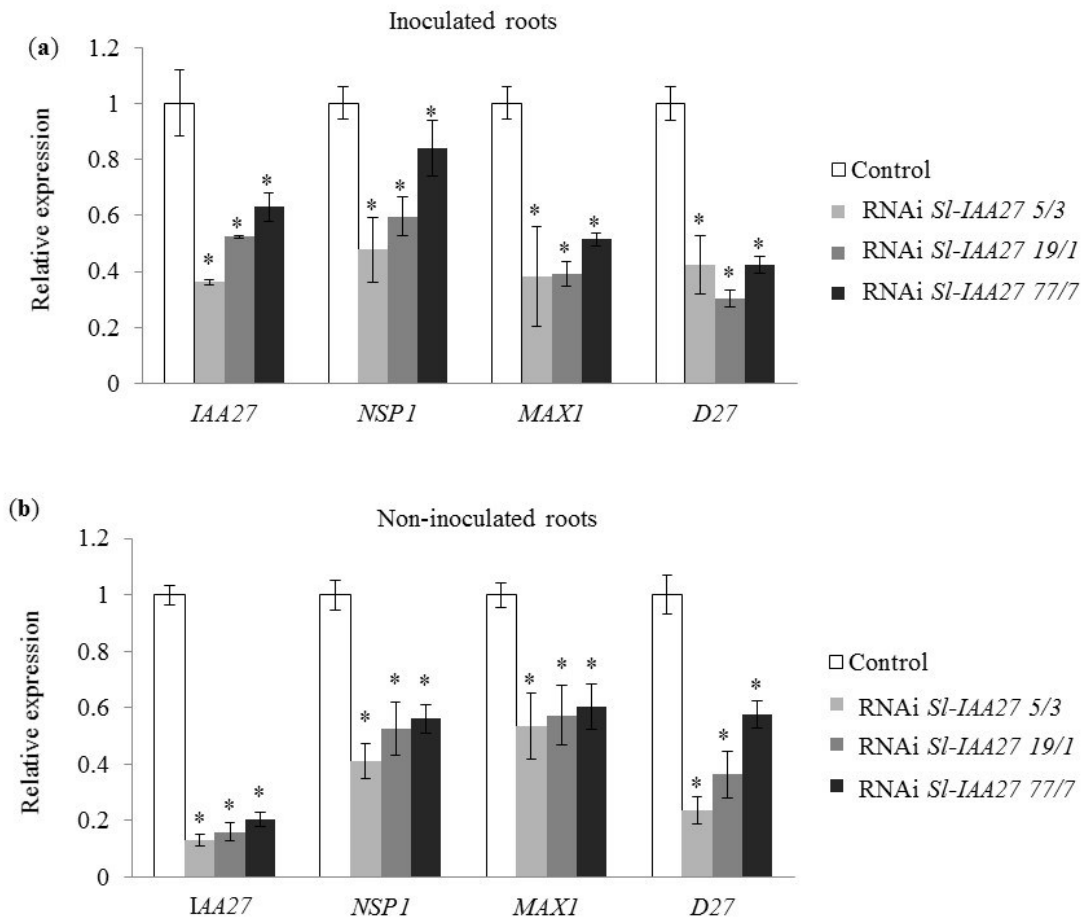 Inoculated roots
(a)
1.2
1
0.8
0.6
0.4
0.2
0
Relative expression
* * *
* * *
* * *
* * *
IAA27 NSP1 MAX1 D27
Control
RNAi Sl-IAA27 5/3
RNAi Sl-IAA27 19/1
RNAi Sl-IAA27 77/7
(b)
Non-inoculated roots
1.2
1
0.8
0.6
0.4
0.2
0
Relative expression
* * *
* * *
* * *
* * *
IAA27 NSP1 MAX1 D27
Control
RNAi Sl-IAA27 5/3
RNAi Sl-IAA27 19/1
RNAi Sl-IAA27 77/7